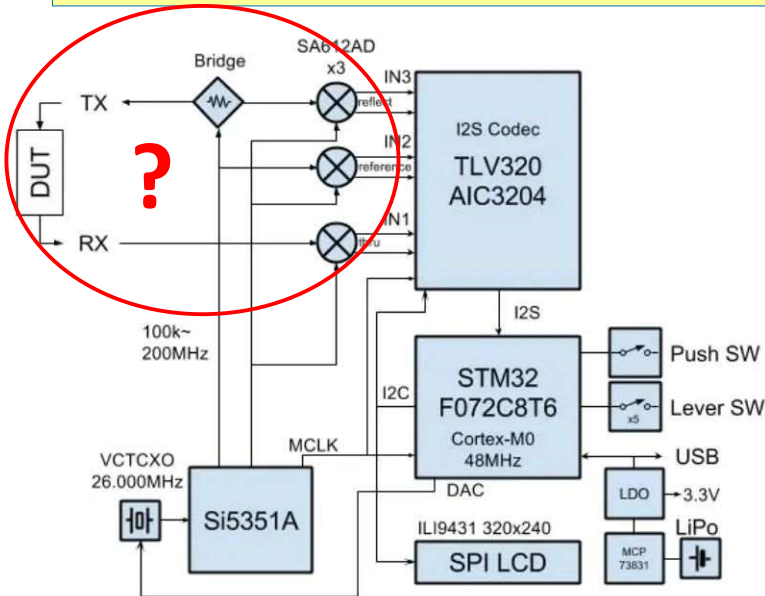 SA612AD
x3
Bridge
IN3
reflect
TX
IN2
reference
DUT
?
IN1
RX
thru
I2S Codec
TLV320
AIC3204
I2S
100k~
200MHz
I2C
STM32
F072C8T6
Cortex-M0
48MHz
Push SW
x5
Lever SW
MCLK
VCTCXO
26.000MHz
USB
DAC
LDO
3.3V
Si5351A
ILI9431 320x240
SPI LCD
LiPo
MCP
73831